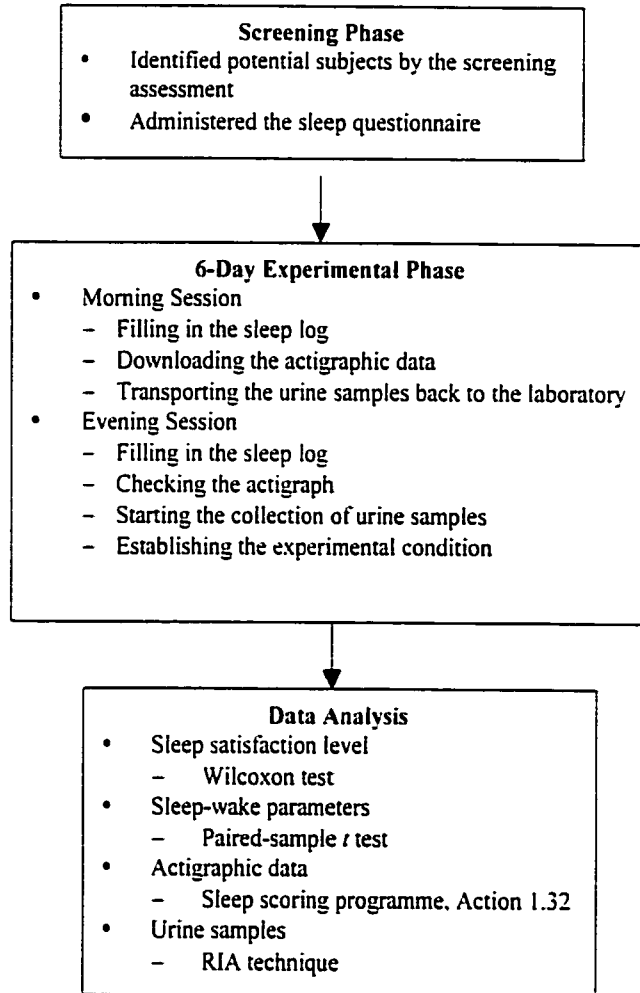 Screening Phase
• Identified potential subjects by the screening
assessment
• Administered the sleep questionnaire
6-Day Experimental Phase
• Morning Session
– Filling in the sleep log
– Downloading the actigraphic data
– Transporting the urine samples back to the laboratory
• Evening Session
– Filling in the sleep log
– Checking the actigraph
– Starting the collection of urine samples
– Establishing the experimental condition
Data Analysis
• Sleep satisfaction level
– Wilcoxon test
• Sleep-wake parameters
– Paired-sample t test
• Actigraphic data
– Sleep scoring programme, Action 1.32
• Urine samples
– RIA technique